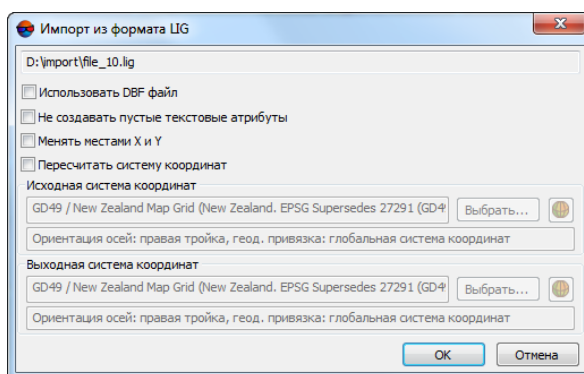 Импорт из формата LIG
D:\import\file_10.lig
Использовать DBF файл
Не создавать пустые текстовые атрибуты
Менять местами X и Y
Пересчитать систему координат
Исходная система координат
GD49 / New Zealand Map Grid (New Zealand. EPSG Supersedes 27291 (GD49 Выбрать...
Ориентация осей: правая тройка, геод. привязка: глобальная система координат
Выходная система координат
GD49 / New Zealand Map Grid (New Zealand. EPSG Supersedes 27291 (GD49 Выбрать...
Ориентация осей: правая тройка, геод. привязка: глобальная система координат
OK Отмена